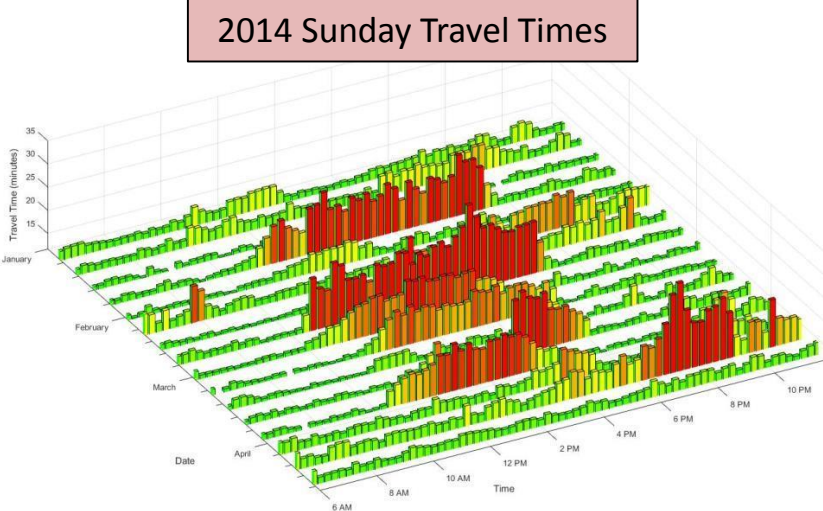 2014 Sunday Travel Times
35
30
25
20
15
Travel Time (minutes)
January
February
March
April
Date
6 AM
8 AM
10 AM
12 PM
2 PM
4 PM
6 PM
8 PM
10 PM
Time